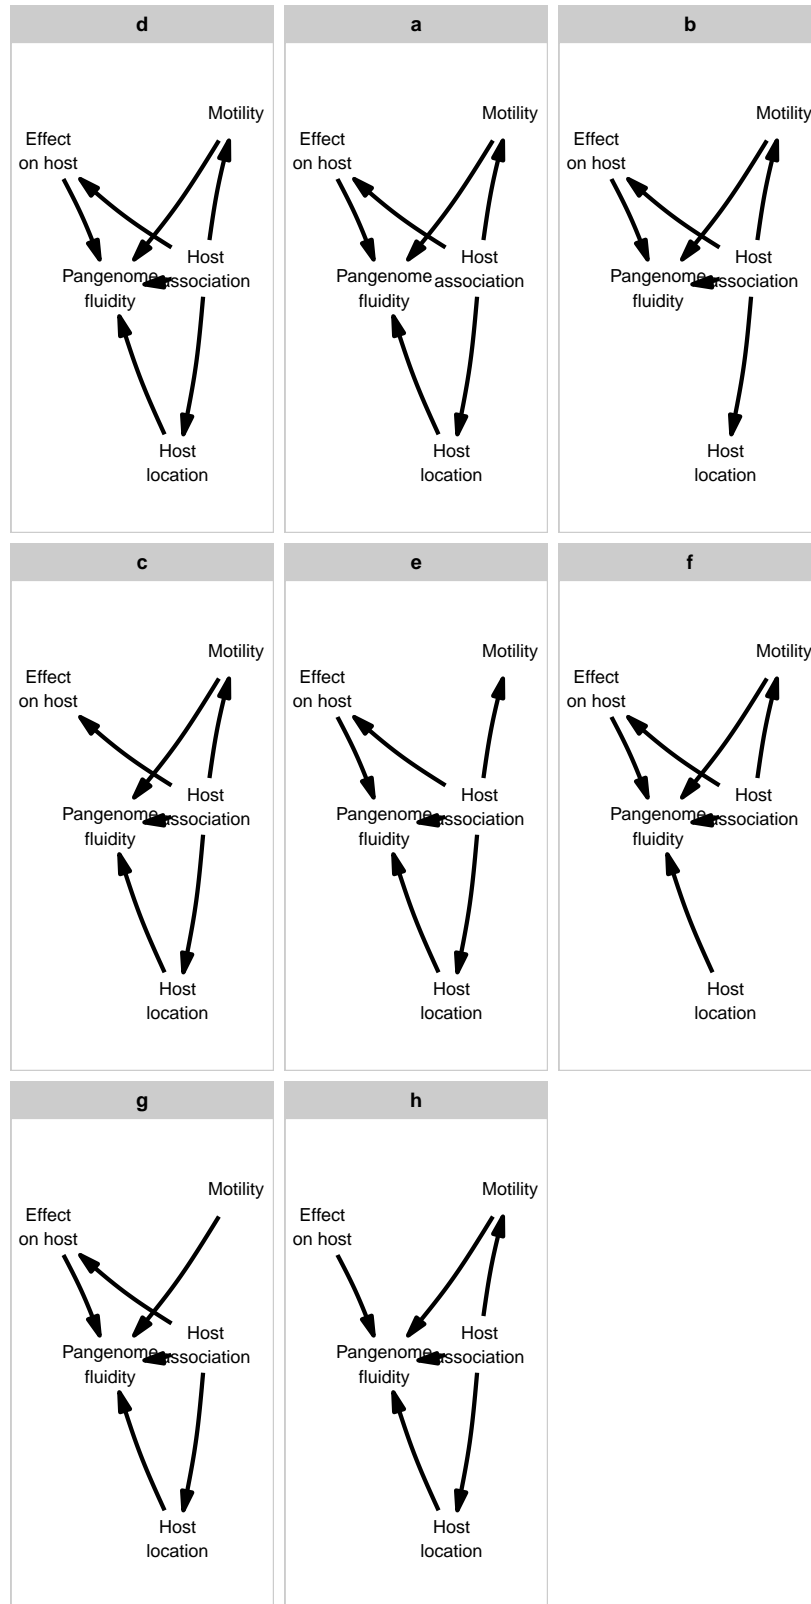 d
Motility
Effect
on host
Host
Pangenome association
fluidity
Host
location
a
Motility
Effect
on host
Host
Pangenome association
fluidity
Host
location
b
Motility
Effect
on host
Host
Pangenome association
fluidity
Host
location
c
Motility
Effect
on host
Host
Pangenome association
fluidity
Host
location
e
Motility
Effect
on host
Host
Pangenome association
fluidity
Host
location
f
Motility
Effect
on host
Host
Pangenome association
fluidity
Host
location
g
Motility
Effect
on host
Host
Pangenome association
fluidity
Host
location
h
Motility
Effect
on host
Host
Pangenome association
fluidity
Host
location